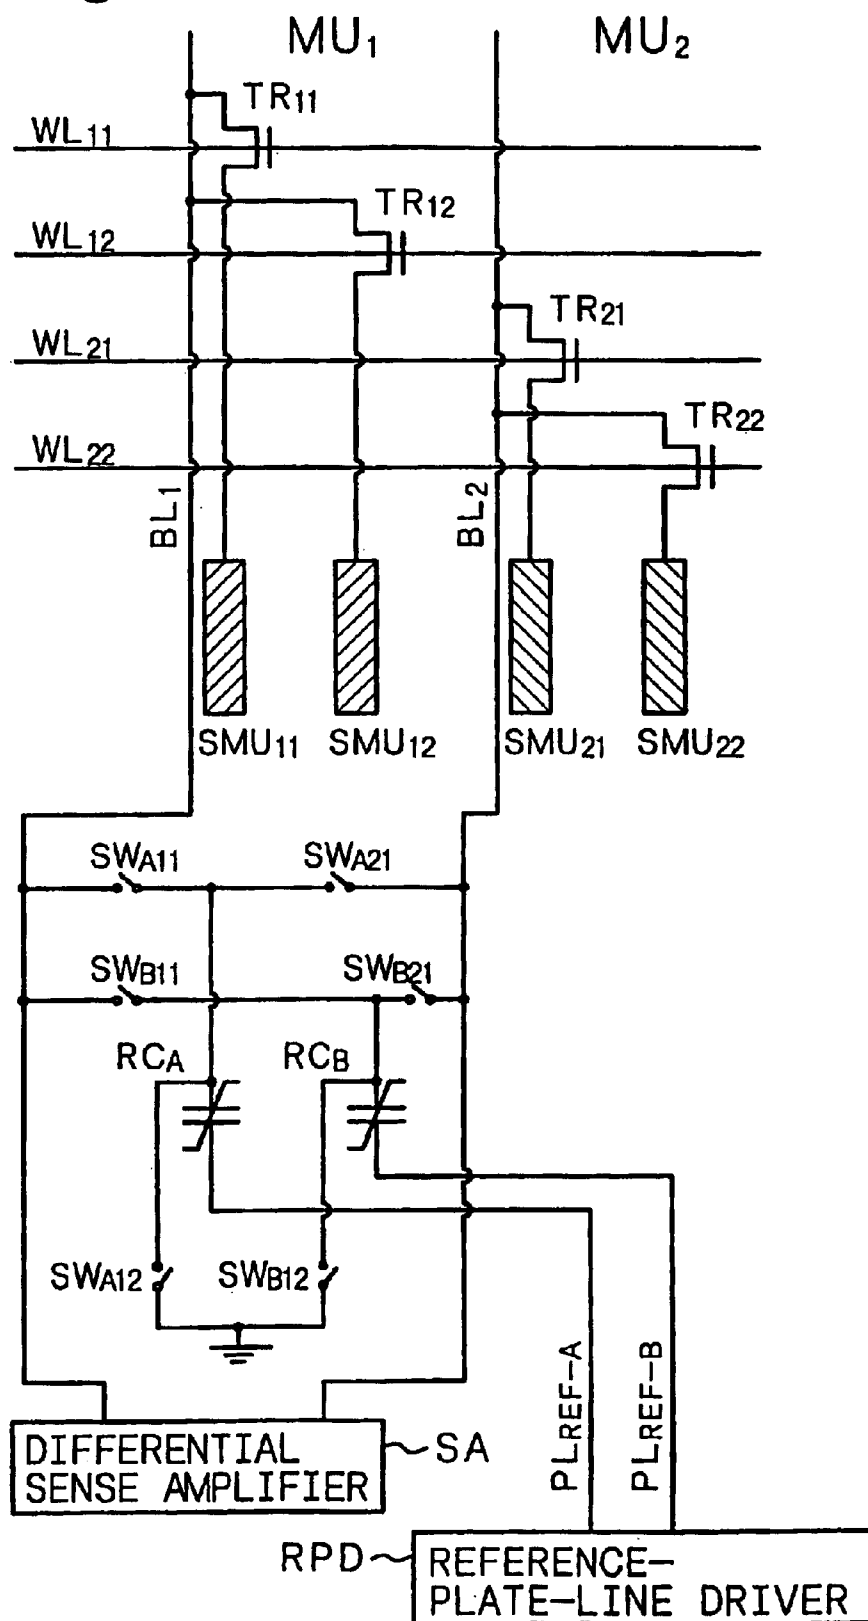 MU1 MU2
TR11
WL11
TR12
WL12
TR21
WL21
TR22
WL22
BL1
BL2
SMU11 SMU12 SMU21 SMU22
SWA11 SWA21
SWB11 SWB21
RCA RCB
SWA12 SWB12
PLREF-A
PLREF-B
DIFFERENTIAL
SENSE AMPLIFIER
SA
RPD
REFERENCE-
PLATE-LINE DRIVER